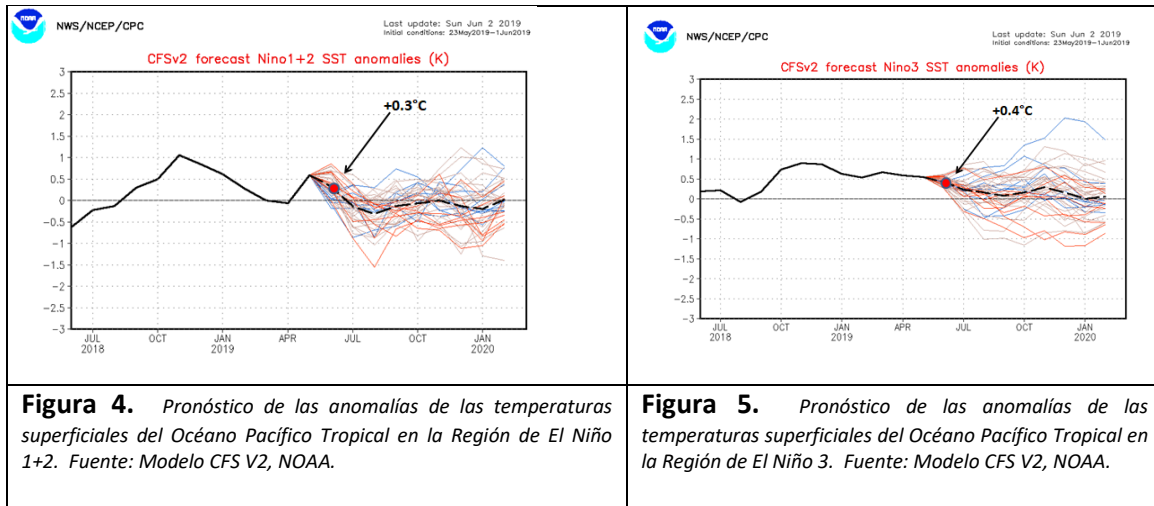 NOAA
NWS/NCEP/CPC
Last update: Sun Jun 2 2019
Initial conditions: 23May2019–1Jun2019
CFSv2 forecast Nino1+2 SST anomalies (K)
+0.3°C
3
2.5
2
1.5
1
0.5
0
−0.5
−1
−1.5
−2
−2.5
−3
JUL OCT JAN APR JUL OCT JAN
2018 2019 2020
Figura 4. Pronóstico de las anomalías de las temperaturas
superficiales del Océano Pacífico Tropical en la Región de El Niño
1+2. Fuente: Modelo CFS V2, NOAA.
NOAA
NWS/NCEP/CPC
Last update: Sun Jun 2 2019
Initial conditions: 23May2019–1Jun2019
CFSv2 forecast Nino3 SST anomalies (K)
+0.4°C
3
2.5
2
1.5
1
0.5
0
−0.5
−1
−1.5
−2
−2.5
−3
JUL OCT JAN APR JUL OCT JAN
2018 2019 2020
Figura 5. Pronóstico de las anomalías de las
temperaturas superficiales del Océano Pacífico Tropical en
la Región de El Niño 3. Fuente: Modelo CFS V2, NOAA.